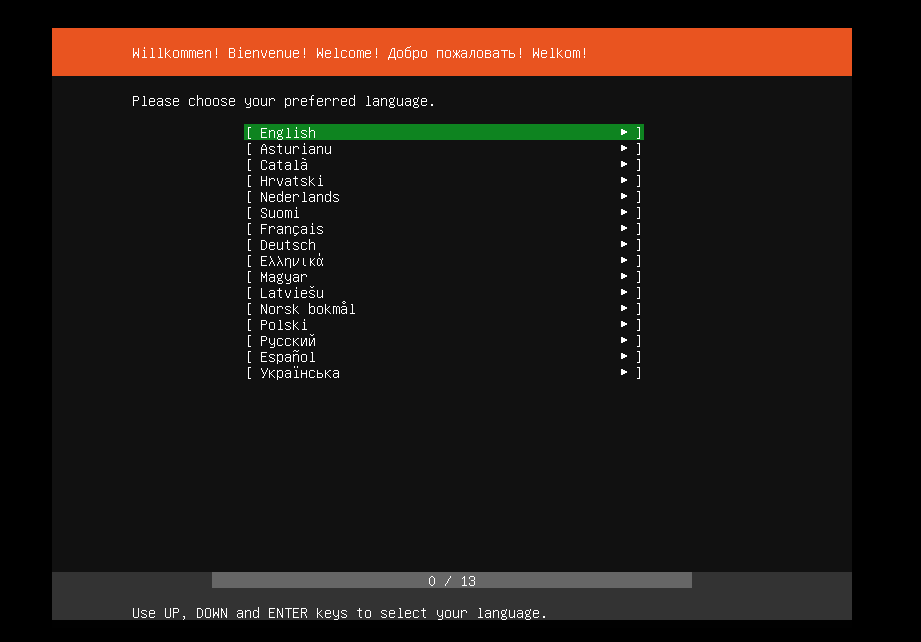 Willkommen! Bienvenue! Welcome! Добро пожаловать! Welkom!
Please choose your preferred language.
[ English ► ]
[ Asturianu ► ]
[ Català ► ]
[ Hrvatski ► ]
[ Nederlands ► ]
[ Suomi ► ]
[ Français ► ]
[ Deutsch ► ]
[ Ελληνικά ► ]
[ Magyar ► ]
[ Latviešu ► ]
[ Norsk bokmål ► ]
[ Polski ► ]
[ Русский ► ]
[ Español ► ]
[ Українська ► ]
0 / 13
Use UP, DOWN and ENTER keys to select your language.